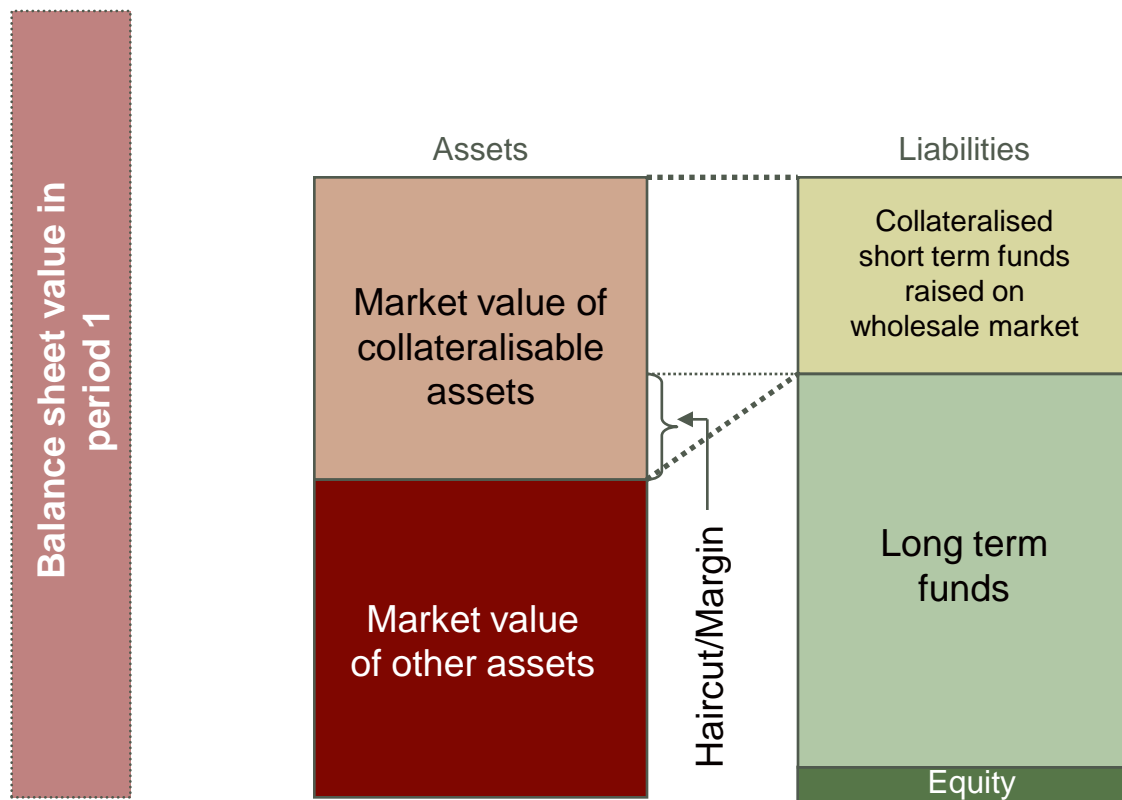 Balance sheet value in
period 1
Assets
Liabilities
Market value of
collateralisable
assets
Collateralised
short term funds
raised on
wholesale market
Haircut/Margin
Market value
of other assets
Long term
funds
Equity